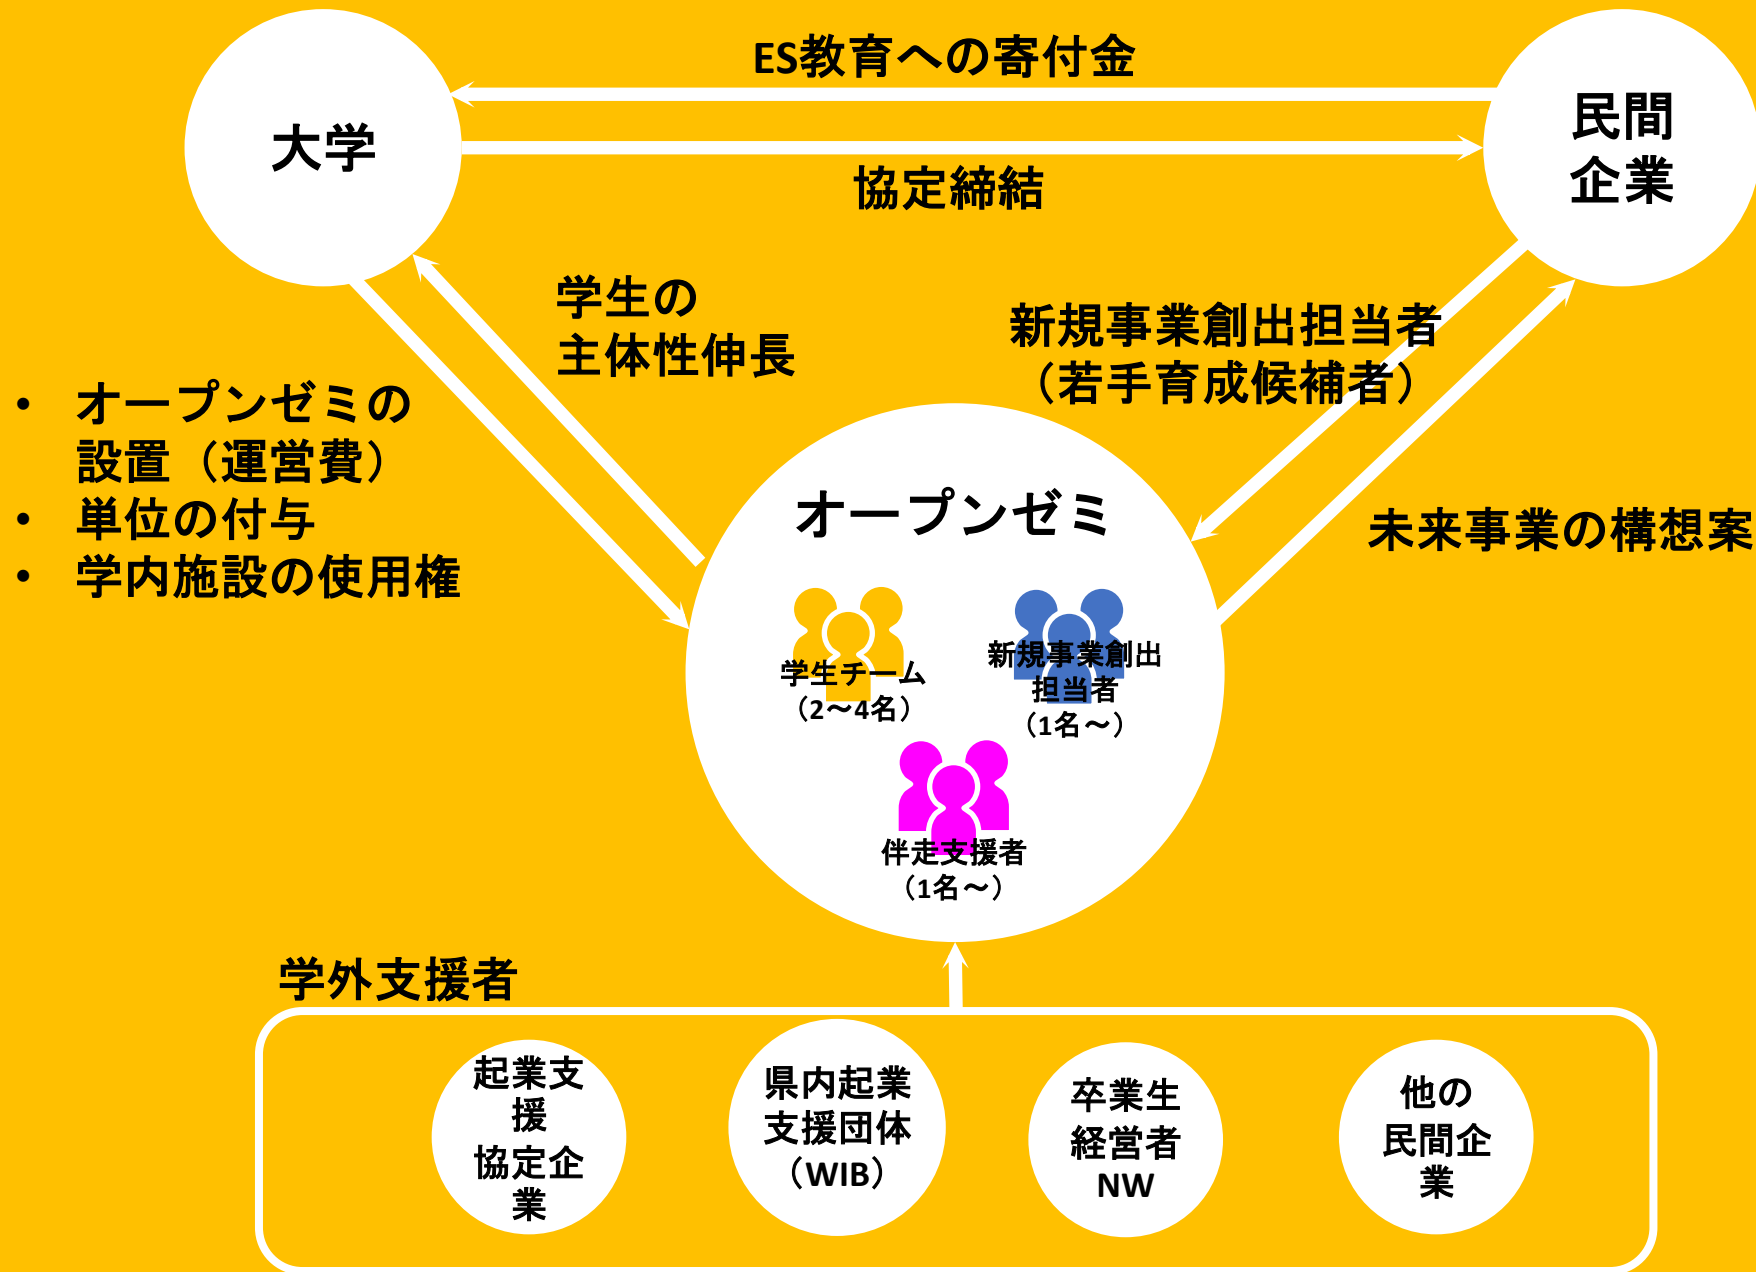 ES教育への寄付金
大学
民間
企業
協定締結
学生の
主体性伸長
新規事業創出担当者
（若手育成候補者）
• オープンゼミの
設置（運営費）
• 単位の付与
• 学内施設の使用権
オープンゼミ
未来事業の構想案
学生チーム
（2～4名）
新規事業創出
担当者
（1名～）
伴走支援者
（1名～）
学外支援者
起業支
援
協定企
業
県内起業
支援団体
（WIB）
卒業生
経営者
NW
他の
民間企
業